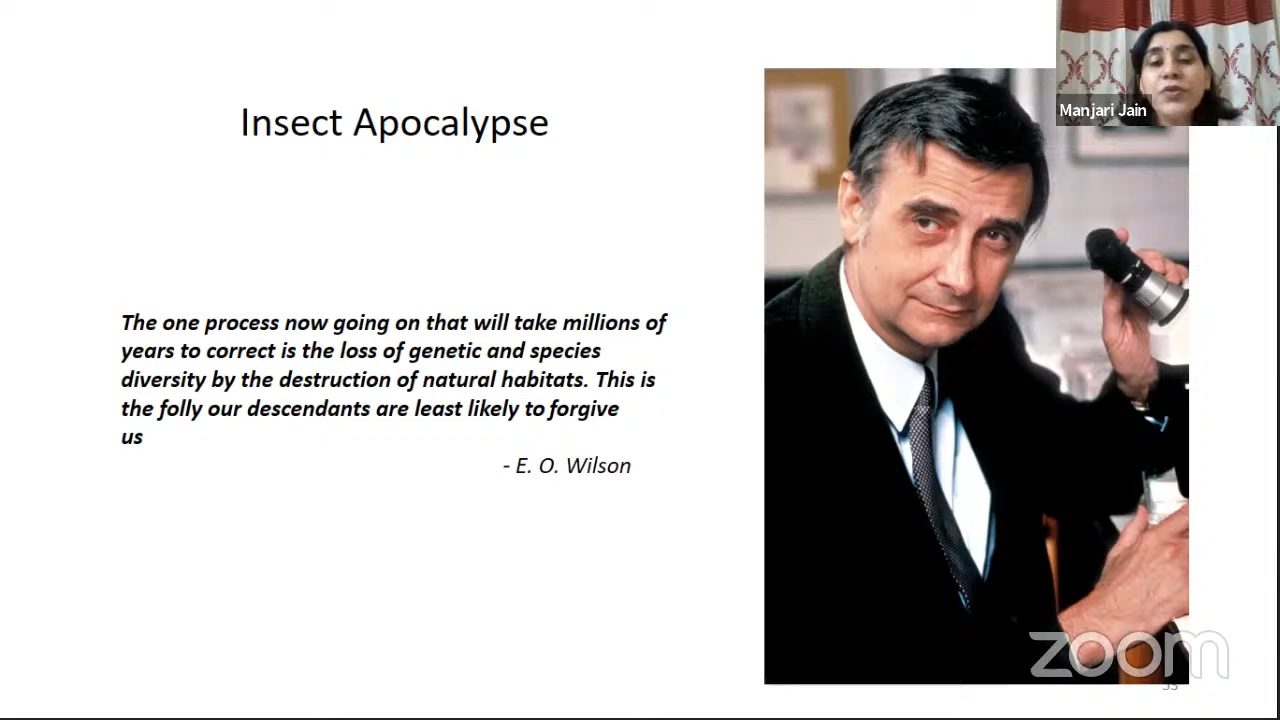 Insect Apocalypse
Manjari Jain
The one process now going on that will take millions of
years to correct is the loss of genetic and species
diversity by the destruction of natural habitats. This is
the folly our descendants are least likely to forgive
us
- E. O. Wilson
zoom